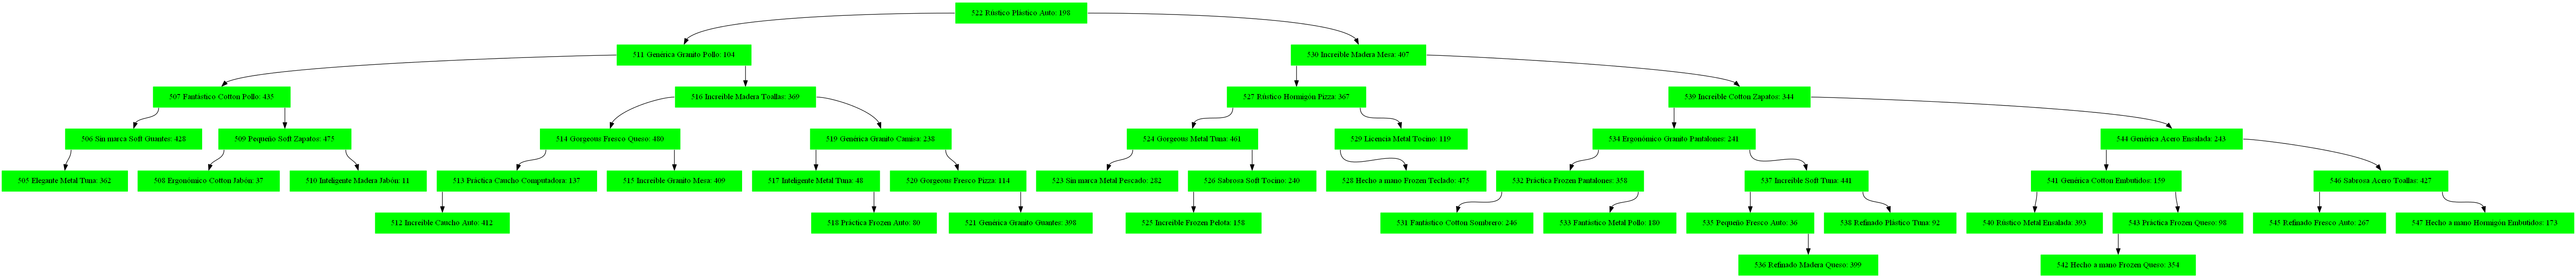 522 Rústico Plástico Auto: 198
511 Genérica Granito Pollo: 104
530 Increíble Madera Mesa: 407
507 Fantástico Cotton Pollo: 435
516 Increíble Madera Toallas: 369
527 Rústico Hormigón Pizza: 367
539 Increíble Cotton Zapatos: 344
506 Sin marca Soft Guantes: 428
509 Pequeño Soft Zapatos: 475
514 Gorgeous Fresco Queso: 480
519 Genérica Granito Camisa: 238
524 Gorgeous Metal Tuna: 461
529 Licencia Metal Tocino: 119
534 Ergonómico Granito Pantalones: 241
544 Genérica Acero Ensalada: 243
505 Elegante Metal Tuna: 362
508 Ergonómico Cotton Jabón: 37
510 Inteligente Madera Jabón: 11
513 Práctica Caucho Computadora: 137
515 Increíble Granito Mesa: 409
517 Inteligente Metal Tuna: 48
520 Gorgeous Fresco Pizza: 114
523 Sin marca Metal Pescado: 282
526 Sabrosa Soft Tocino: 240
528 Hecho a mano Frozen Teclado: 475
532 Práctica Frozen Pantalones: 358
537 Increíble Soft Tuna: 441
541 Genérica Cotton Embutidos: 159
546 Sabrosa Acero Toallas: 427
512 Increíble Caucho Auto: 412
518 Práctica Frozen Auto: 80
521 Genérica Granito Guantes: 398
525 Increíble Frozen Pelota: 158
531 Fantástico Cotton Sombrero: 246
533 Fantástico Metal Pollo: 180
535 Pequeño Fresco Auto: 36
538 Refinado Plástico Tuna: 92
540 Rústico Metal Ensalada: 393
543 Práctica Frozen Queso: 98
545 Refinado Fresco Auto: 267
547 Hecho a mano Hormigón Embutidos: 173
536 Refinado Madera Queso: 399
542 Hecho a mano Frozen Queso: 354